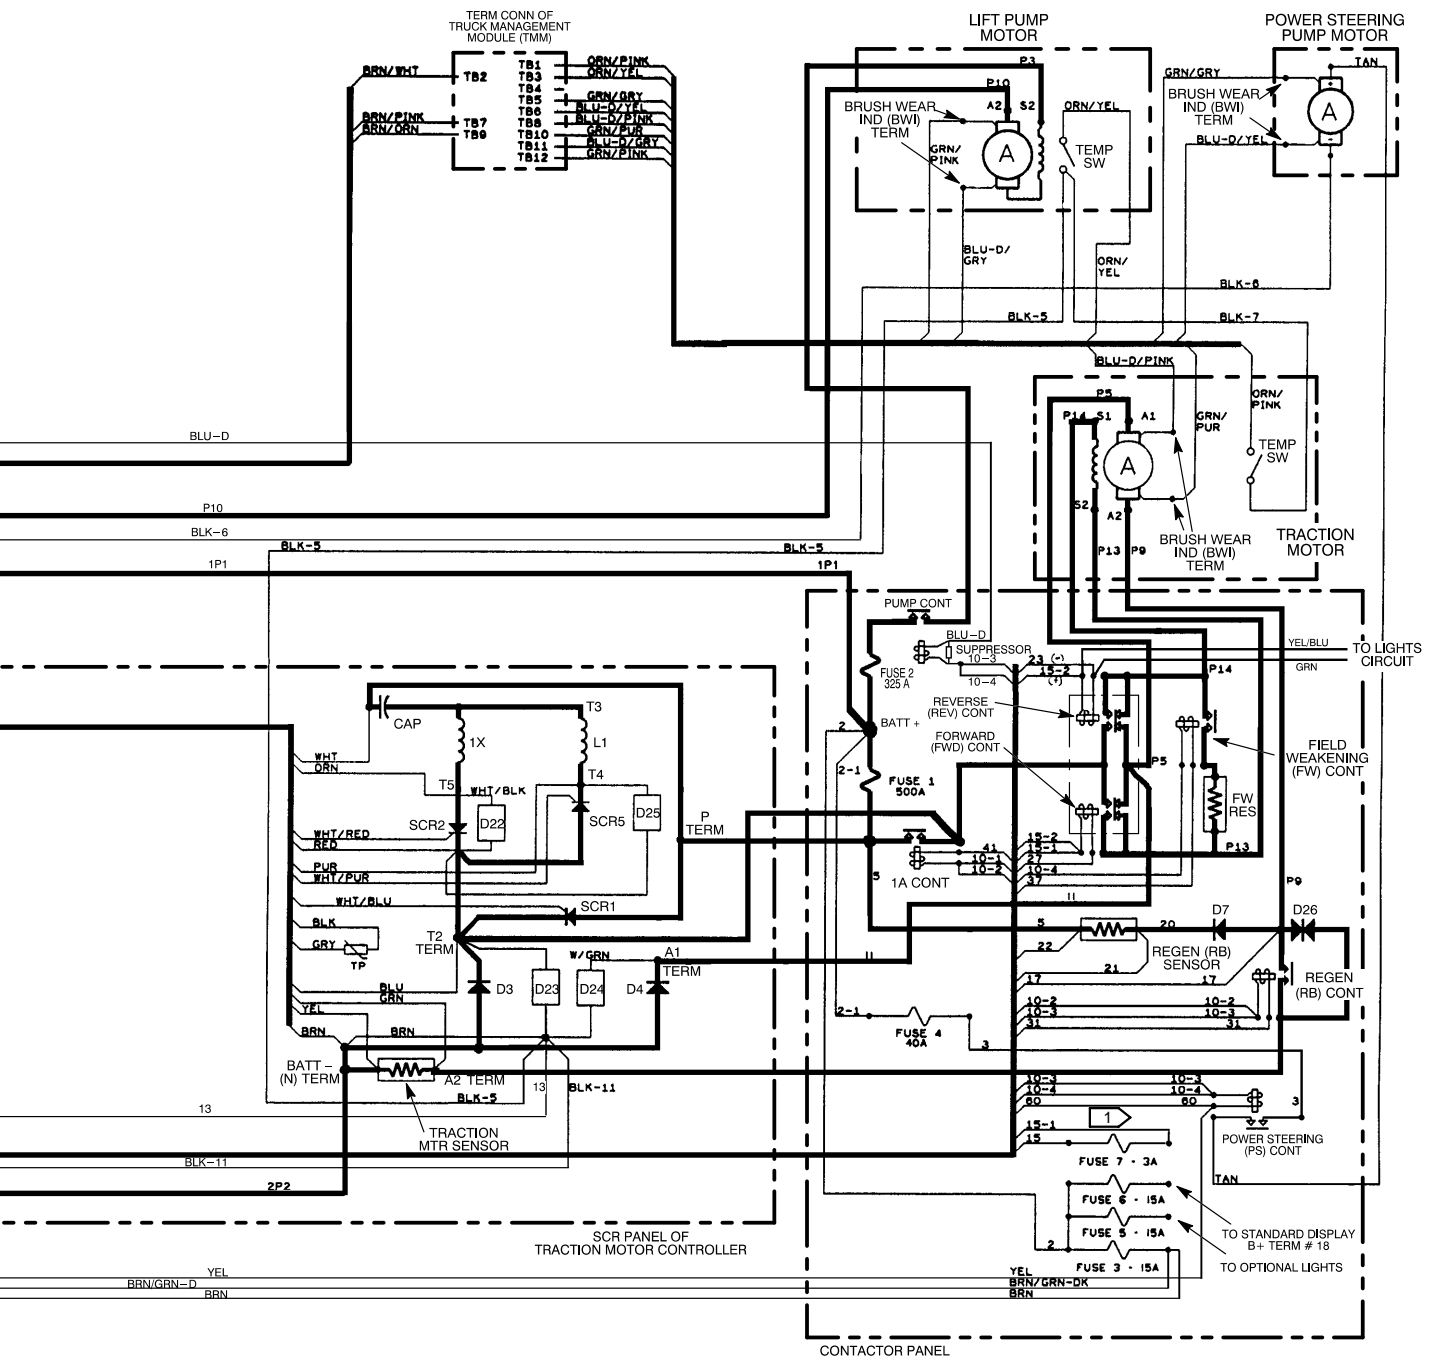 TERM CONN OF
TRUCK MANAGEMENT
MODULE (TMM)
BRN/WHT
TB2
BRN/PINK
TB7
BRN/ORN
TB9
TB1
ORN/PINK
TB3
ORN/YEL
TB4
TB5
GRN/GRY
TB6
BLU-D/YEL
TB8
BLU-D/PINK
TB10
GRN/PUR
TB11
BLU-D/GRY
TB12
GRN/PINK
LIFT PUMP
MOTOR
P3
P10
A2
S2
BRUSH WEAR
IND (BWI)
TERM
GRN/
PINK
A
ORN/YEL
TEMP
SW
BLU-D/
GRY
ORN/
YEL
POWER STEERING
PUMP MOTOR
TAN
GRN/GRY
BRUSH WEAR
IND (BWI)
TERM
A
BLU-D/YEL
BLK-6
BLK-5
BLK-7
BLU-D/PINK
P5
P14
S1
A1
GRN/
PUR
ORN/
PINK
TEMP
SW
A
S2
A2
P13
P9
BRUSH WEAR
IND (BWI)
TERM
TRACTION
MOTOR
BLU-D
P10
BLK-6
BLK-5
BLK-5
1P1
1P1
PUMP CONT
BLU-D
SUPPRESSOR
10-3
10-4
FUSE 2
325 A
23
(-)
15-2
(+)
YEL/BLU
TO LIGHTS
CIRCUIT
GRN
P14
REVERSE
(REV) CONT
FORWARD
(FWD) CONT
2
BATT +
2-1
FUSE 1
500A
P5
FIELD
WEAKENING
(FW) CONT
FW
RES
P13
CAP
T3
1X
L1
T5
T4
WHT
ORN
WHT/BLK
D22
D25
SCR2
SCR5
P
TERM
WHT/RED
RED
PUR
WHT/PUR
WHT/BLU
SCR1
BLK
GRY
TP
T2
TERM
W/GRN
A1
TERM
D3
D23
D24
D4
BLU
GRN
YEL
BRN
BRN
BATT –
(N) TERM
A2 TERM
BLK-5
13
BLK-11
TRACTION
MTR SENSOR
13
BLK-11
2P2
SCR PANEL OF
TRACTION MOTOR CONTROLLER
1A CONT
41
10-1
10-2
15-2
15-1
27
10-4
37
5
11
11
P9
5
20
D7
D26
22
REGEN (RB)
SENSOR
21
17
17
REGEN
(RB) CONT
10-2
10-2
10-3
10-3
31
31
2-1
FUSE 4
40A
3
10-3
10-3
10-4
10-4
60
60
3
1
15-1
15
FUSE 7 - 3A
POWER STEERING
(PS) CONT
TAN
FUSE 6 - 15A
FUSE 5 - 15A
2
FUSE 3 - 15A
TO STANDARD DISPLAY
B+ TERM # 18
TO OPTIONAL LIGHTS
YEL
YEL
BRN/GRN-D
BRN/GRN-DK
BRN
BRN
CONTACTOR PANEL